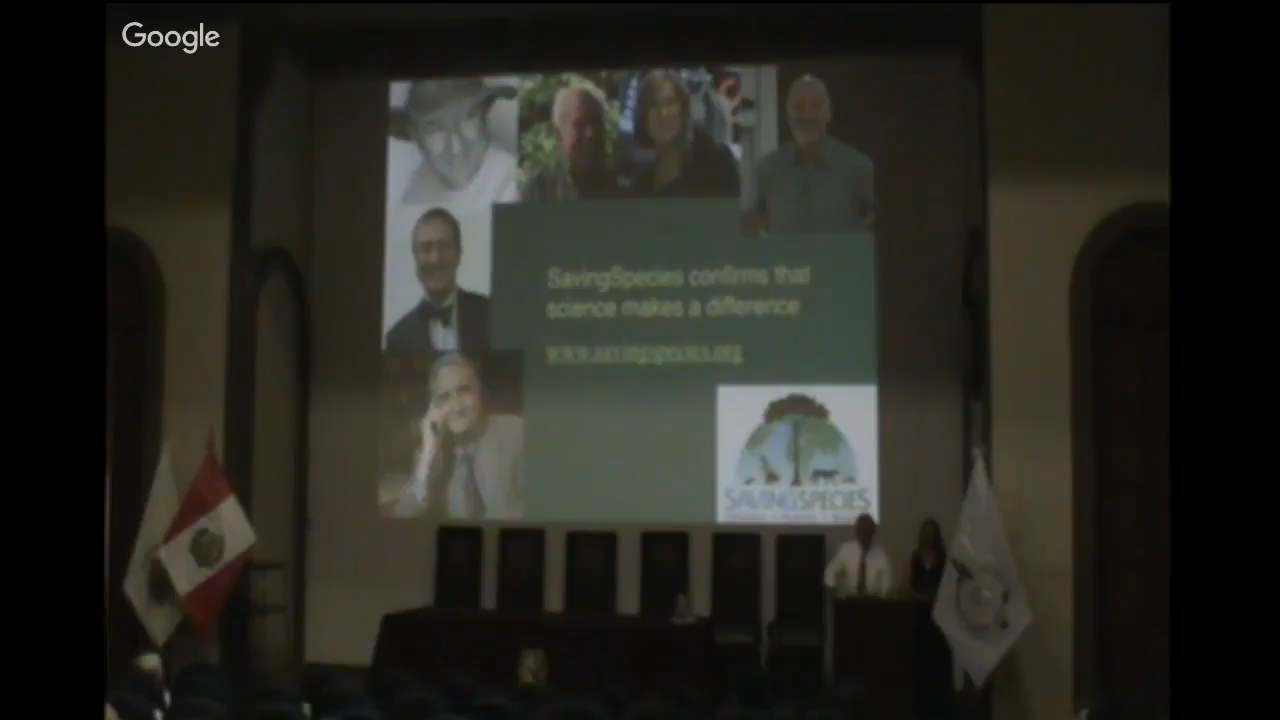 Google
SavingSpecies confirms that
science makes a difference
www.savingspecies.org
SAVINGSPECIES